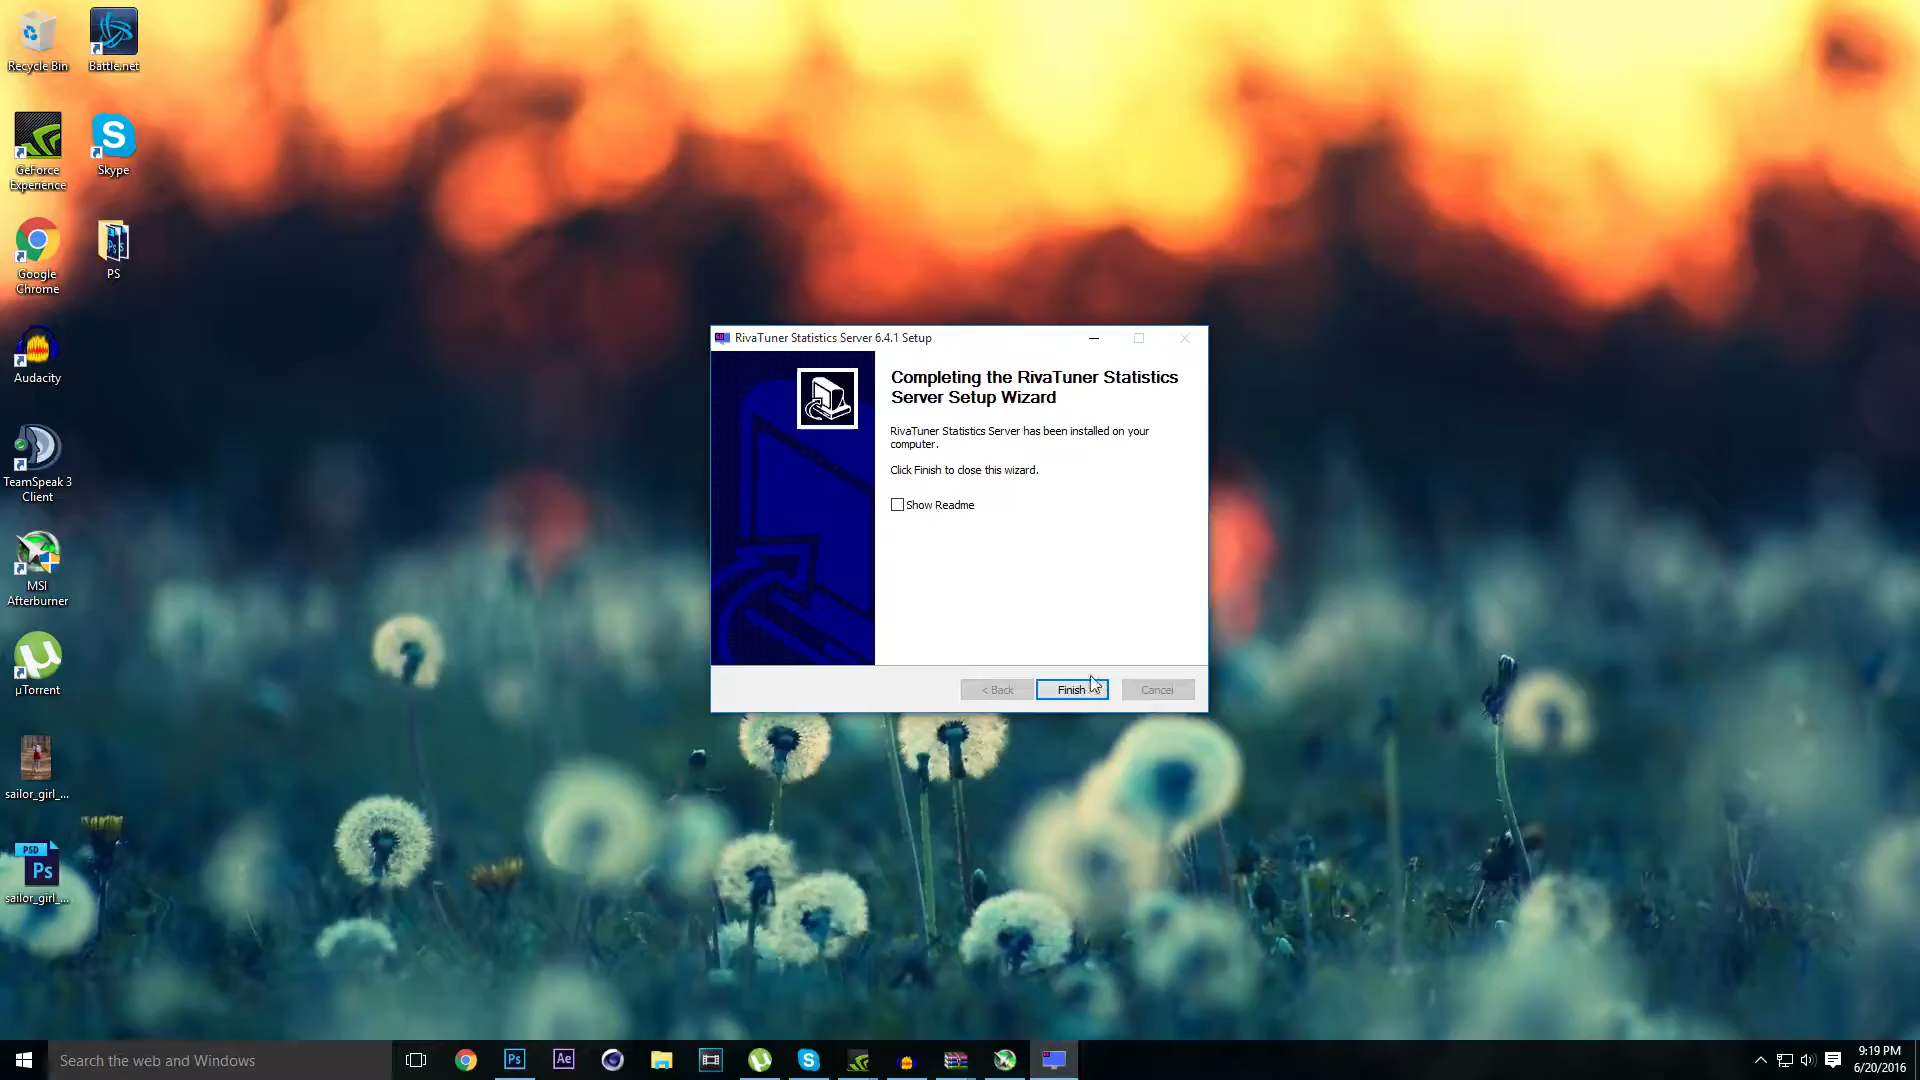 Recycle Bin
Battle.net
GeForce
Experience
Skype
Google
Chrome
PS
Audacity
TeamSpeak 3
Client
MSI
Afterburner
µTorrent
sailor_girl_...
PSD
Ps
sailor_girl_...
RivaTuner Statistics Server 6.4.1 Setup
Completing the RivaTuner Statistics
Server Setup Wizard
RivaTuner Statistics Server has been installed on your
computer.
Click Finish to close this wizard.
Show Readme
< Back
Finish
Cancel
Search the web and Windows
Ps
Ae
9:19 PM
6/20/2016